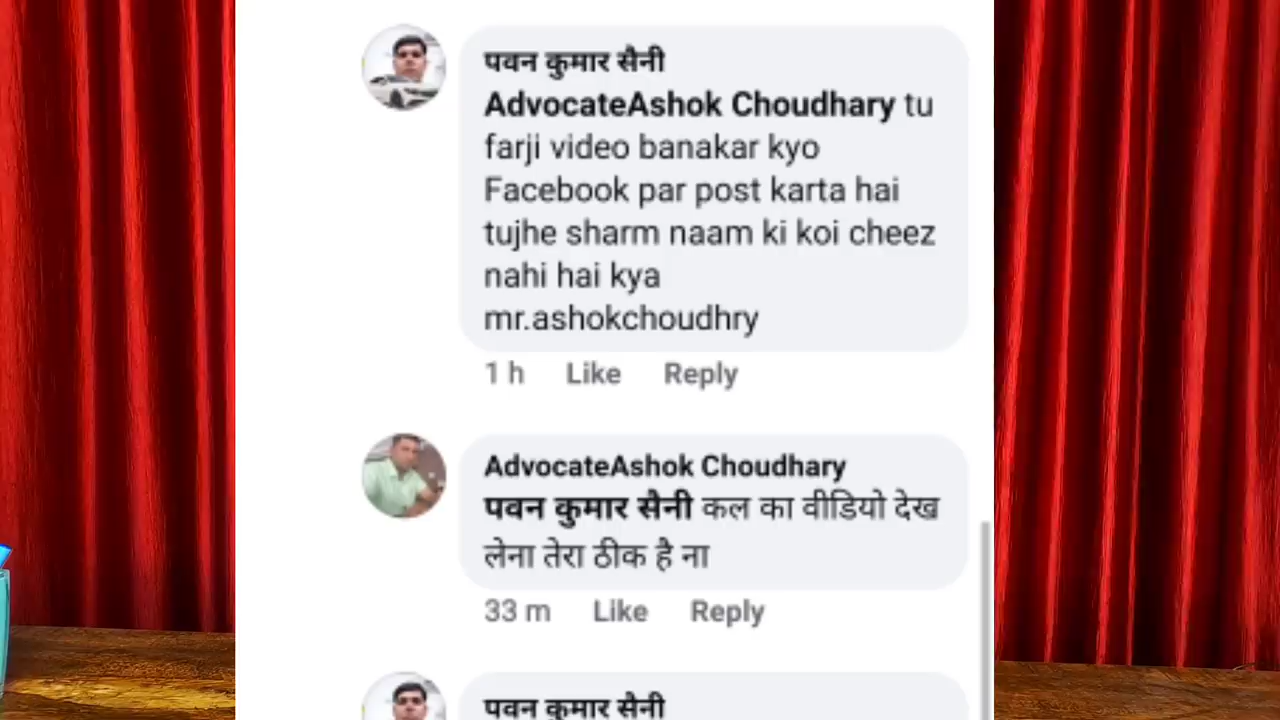 पवन कुमार सैनी
AdvocateAshok Choudhary tu
farji video banakar kyo
Facebook par post karta hai
tujhe sharm naam ki koi cheez
nahi hai kya
mr.ashokchoudhry
1 h Like Reply
AdvocateAshok Choudhary
पवन कुमार सैनी कल का वीडियो देख
लेना तेरा ठीक है ना
33 m Like Reply
पवन कुमार सैनी